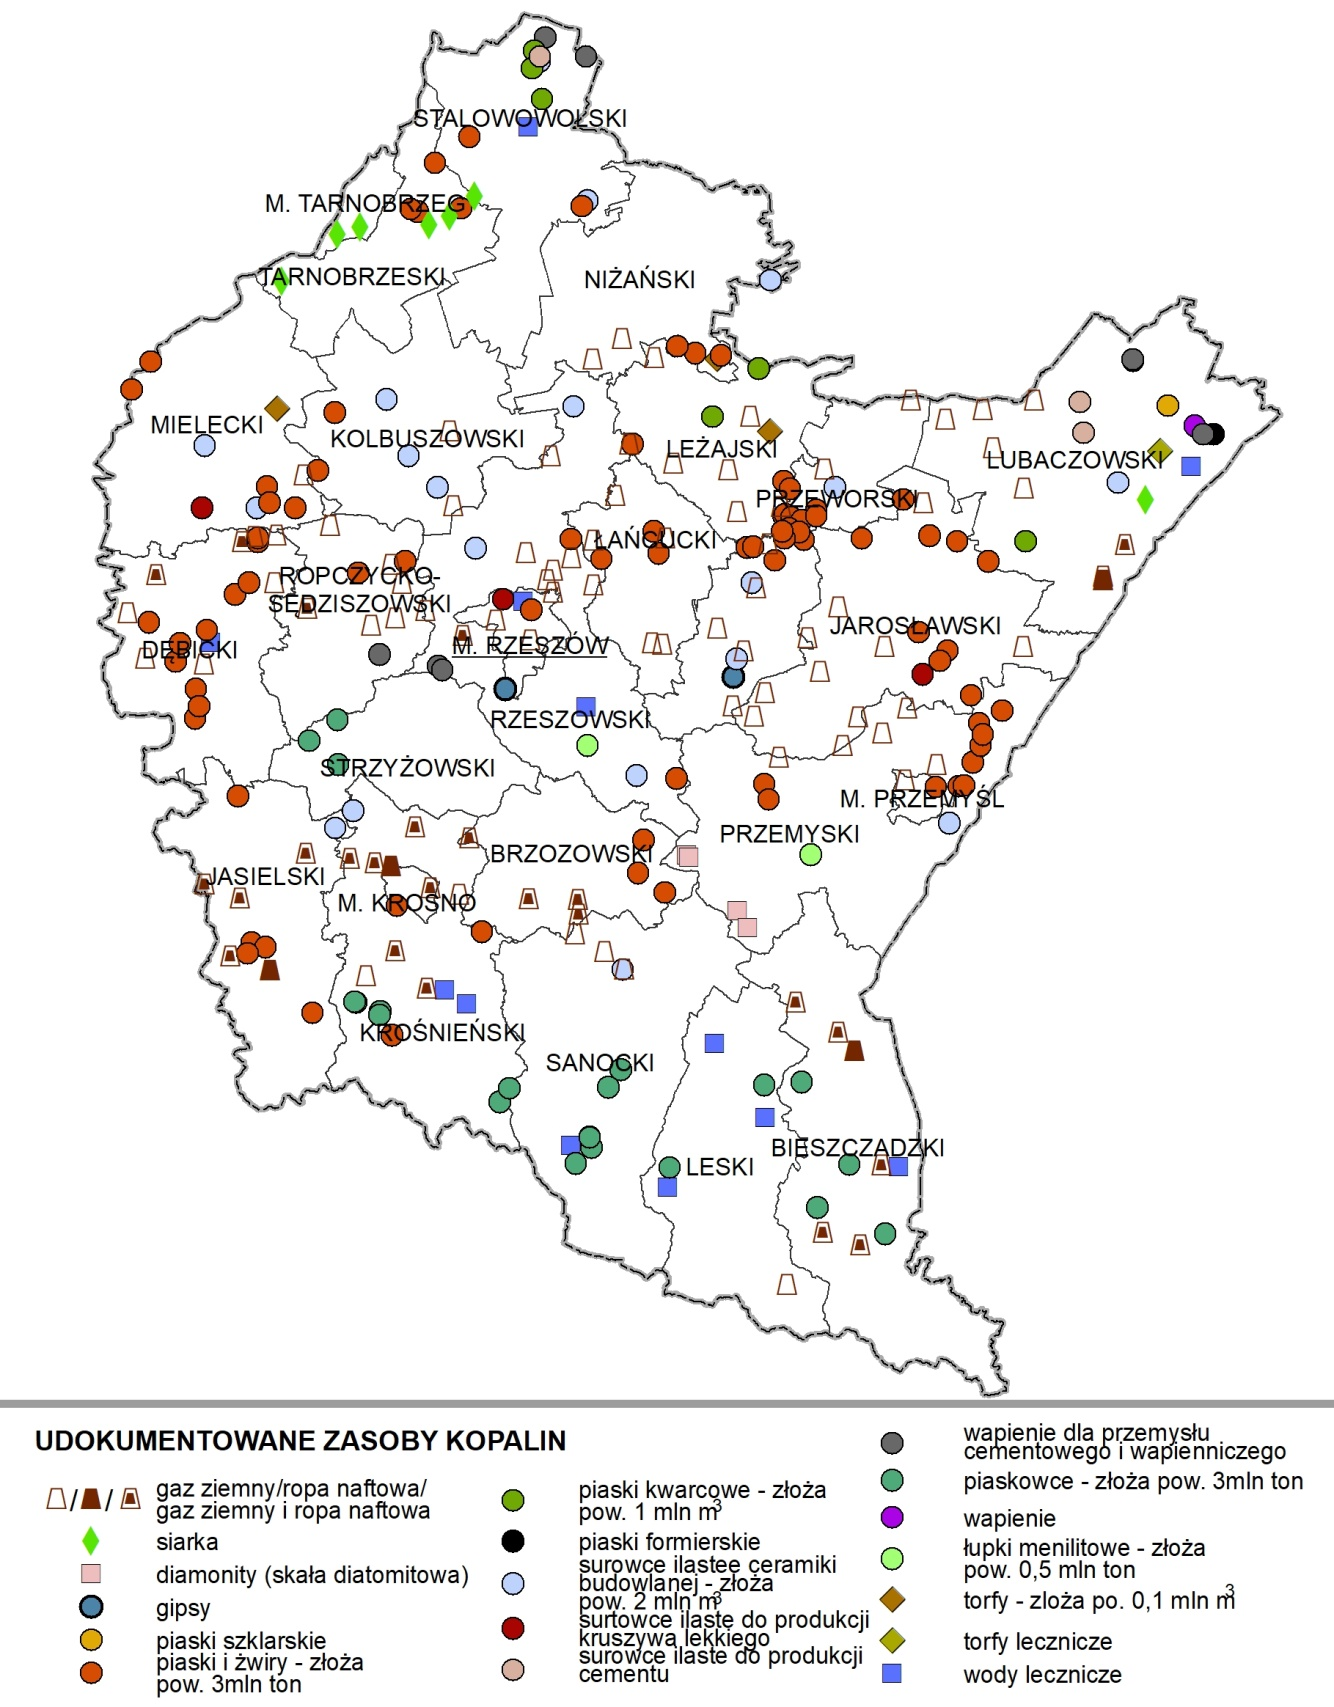 STALOWOWOLSKI
M. TARNOBRZEG
TARNOBRZESKI
NIŻAŃSKI
MIELECKI
KOLBUSZOWSKI
LEŻAJSKI
LUBACZOWSKI
PRZEWORSKI
ŁAŃCUCKI
ROPCZYCKO-
SĘDZISZOWSKI
JAROSŁAWSKI
DĘBICKI
M. RZESZÓW
RZESZOWSKI
STRZYŻOWSKI
M. PRZEMYŚL
PRZEMYSKI
BRZOZOWSKI
JASIELSKI
M. KROSNO
KROŚNIEŃSKI
SANOCKI
BIESZCZADZKI
LESKI
UDOKUMENTOWANE ZASOBY KOPALIN
/ / gaz ziemny/ropa naftowa/
gaz ziemny i ropa naftowa
siarka
diamonity (skała diatomitowa)
gipsy
piaski szklarskie
piaski i żwiry - złoża
pow. 3mln ton
piaski kwarcowe - złoża
pow. 1 mln m3
piaski formierskie
surowce ilastee ceramiki
budowlanej - złoża
pow. 2 mln m3
surtowce ilaste do produkcji
kruszywa lekkiego
surowce ilaste do produkcji
cementu
wapienie dla przemysłu
cementowego i wapienniczego
piaskowce - złoża pow. 3mln ton
wapienie
łupki menilitowe - złoża
pow. 0,5 mln ton
torfy - zloża po. 0,1 mln m3
torfy lecznicze
wody lecznicze